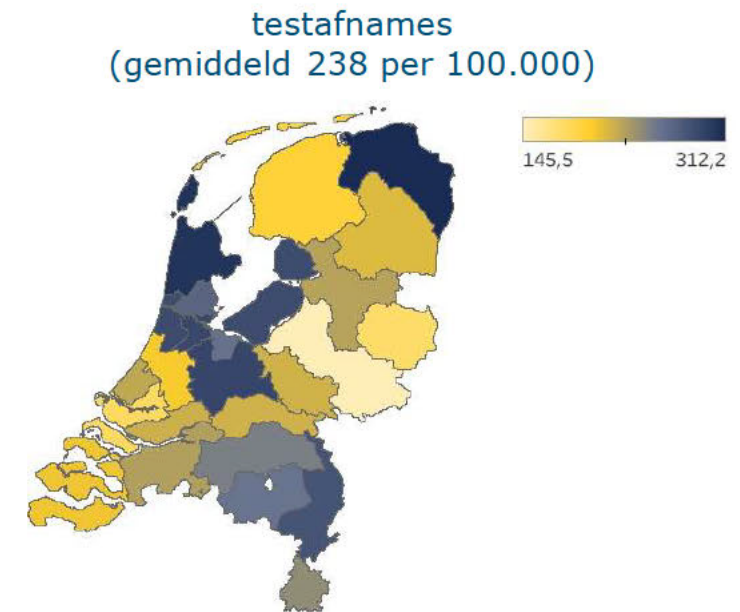 testafnames
(gemiddeld 238 per 100.000)
145,5
312,2